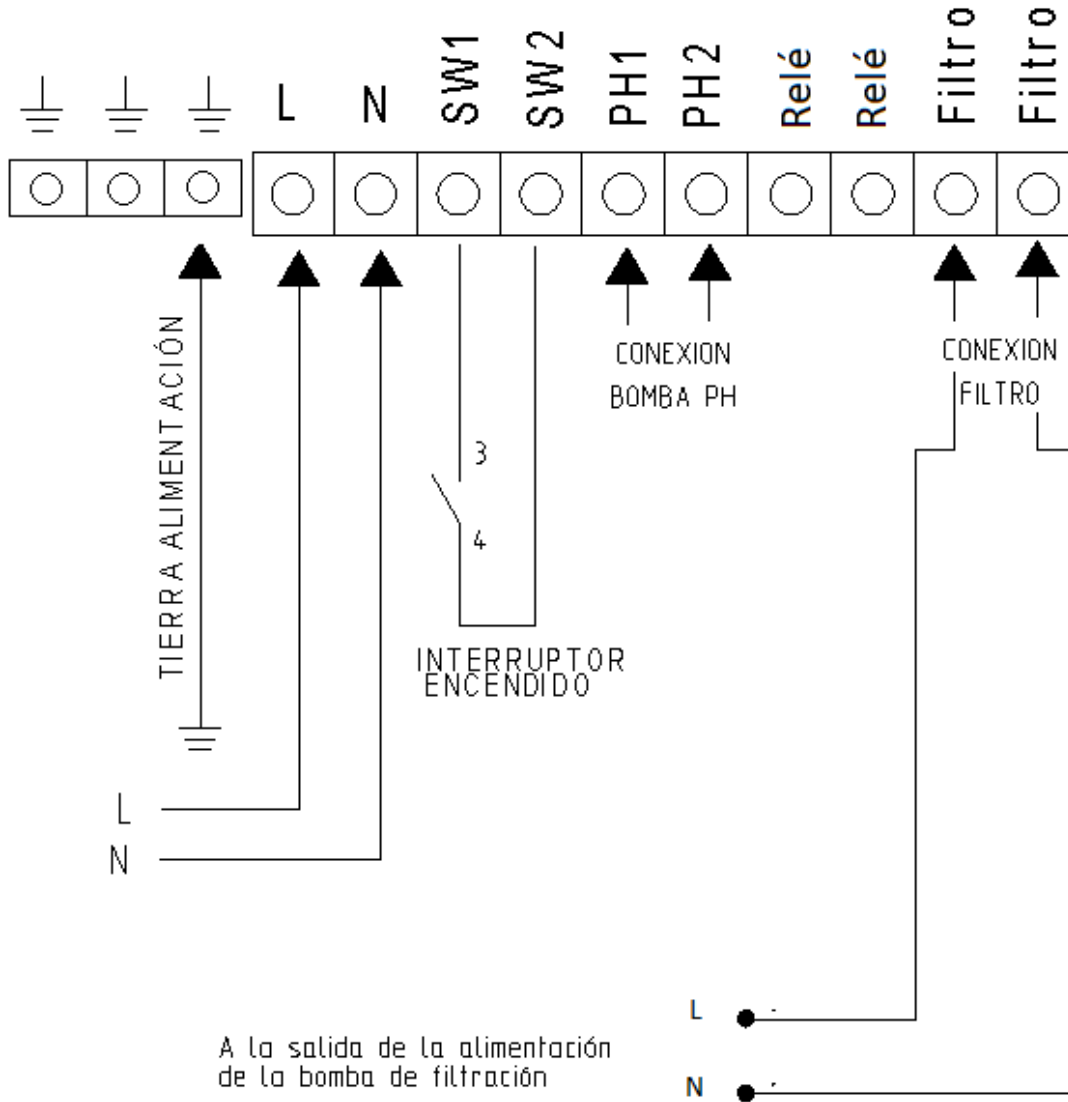 L N SW1 SW2 PH1 PH2 Relé Relé Filtro Filtro
TIERRA ALIMENTACIÓN
CONEXION
BOMBA PH
CONEXION
FILTRO
3
4
INTERRUPTOR
ENCENDIDO
L
N
L
N
A la salida de la alimentación
de la bomba de filtración